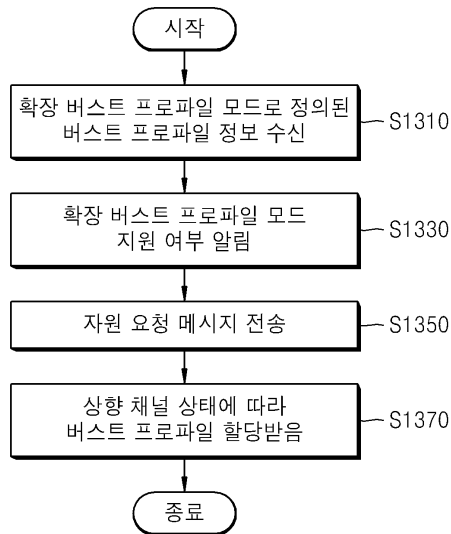 시작
확장 버스트 프로파일 모드로 정의된
버스트 프로파일 정보 수신
S1310
확장 버스트 프로파일 모드
지원 여부 알림
S1330
자원 요청 메시지 전송
S1350
상향 채널 상태에 따라
버스트 프로파일 할당받음
S1370
종료